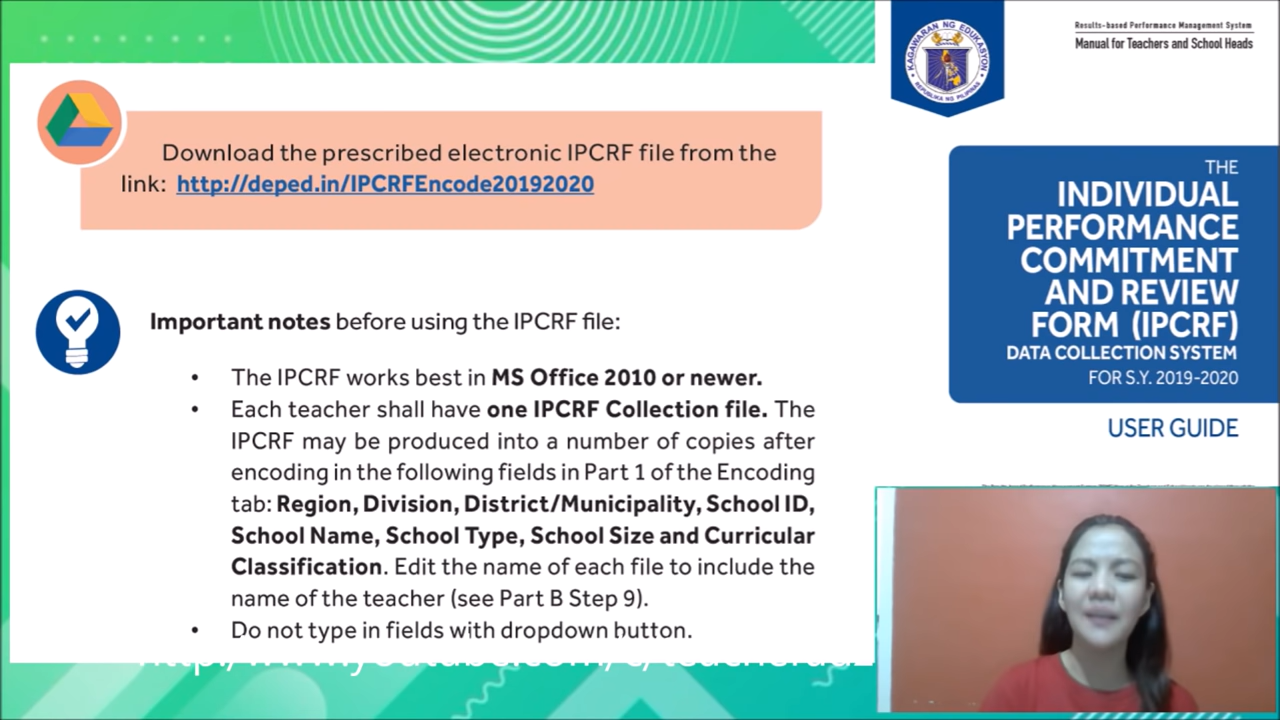 Download the prescribed electronic IPCRF file from the
link: http://deped.in/IPCRFEncode20192020
Important notes before using the IPCRF file:
• The IPCRF works best in MS Office 2010 or newer.
• Each teacher shall have one IPCRF Collection file. The
IPCRF may be produced into a number of copies after
encoding in the following fields in Part 1 of the Encoding
tab: Region, Division, District/Municipality, School ID,
School Name, School Type, School Size and Curricular
Classification. Edit the name of each file to include the
name of the teacher (see Part B Step 9).
• Do not type in fields with dropdown button.
KAGAWARAN NG EDUKASYON
REPUBLIKA NG PILIPINAS
Results-based Performance Management System
Manual for Teachers and School Heads
THE
INDIVIDUAL
PERFORMANCE
COMMITMENT
AND REVIEW
FORM (IPCRF)
DATA COLLECTION SYSTEM
FOR S.Y. 2019-2020
USER GUIDE